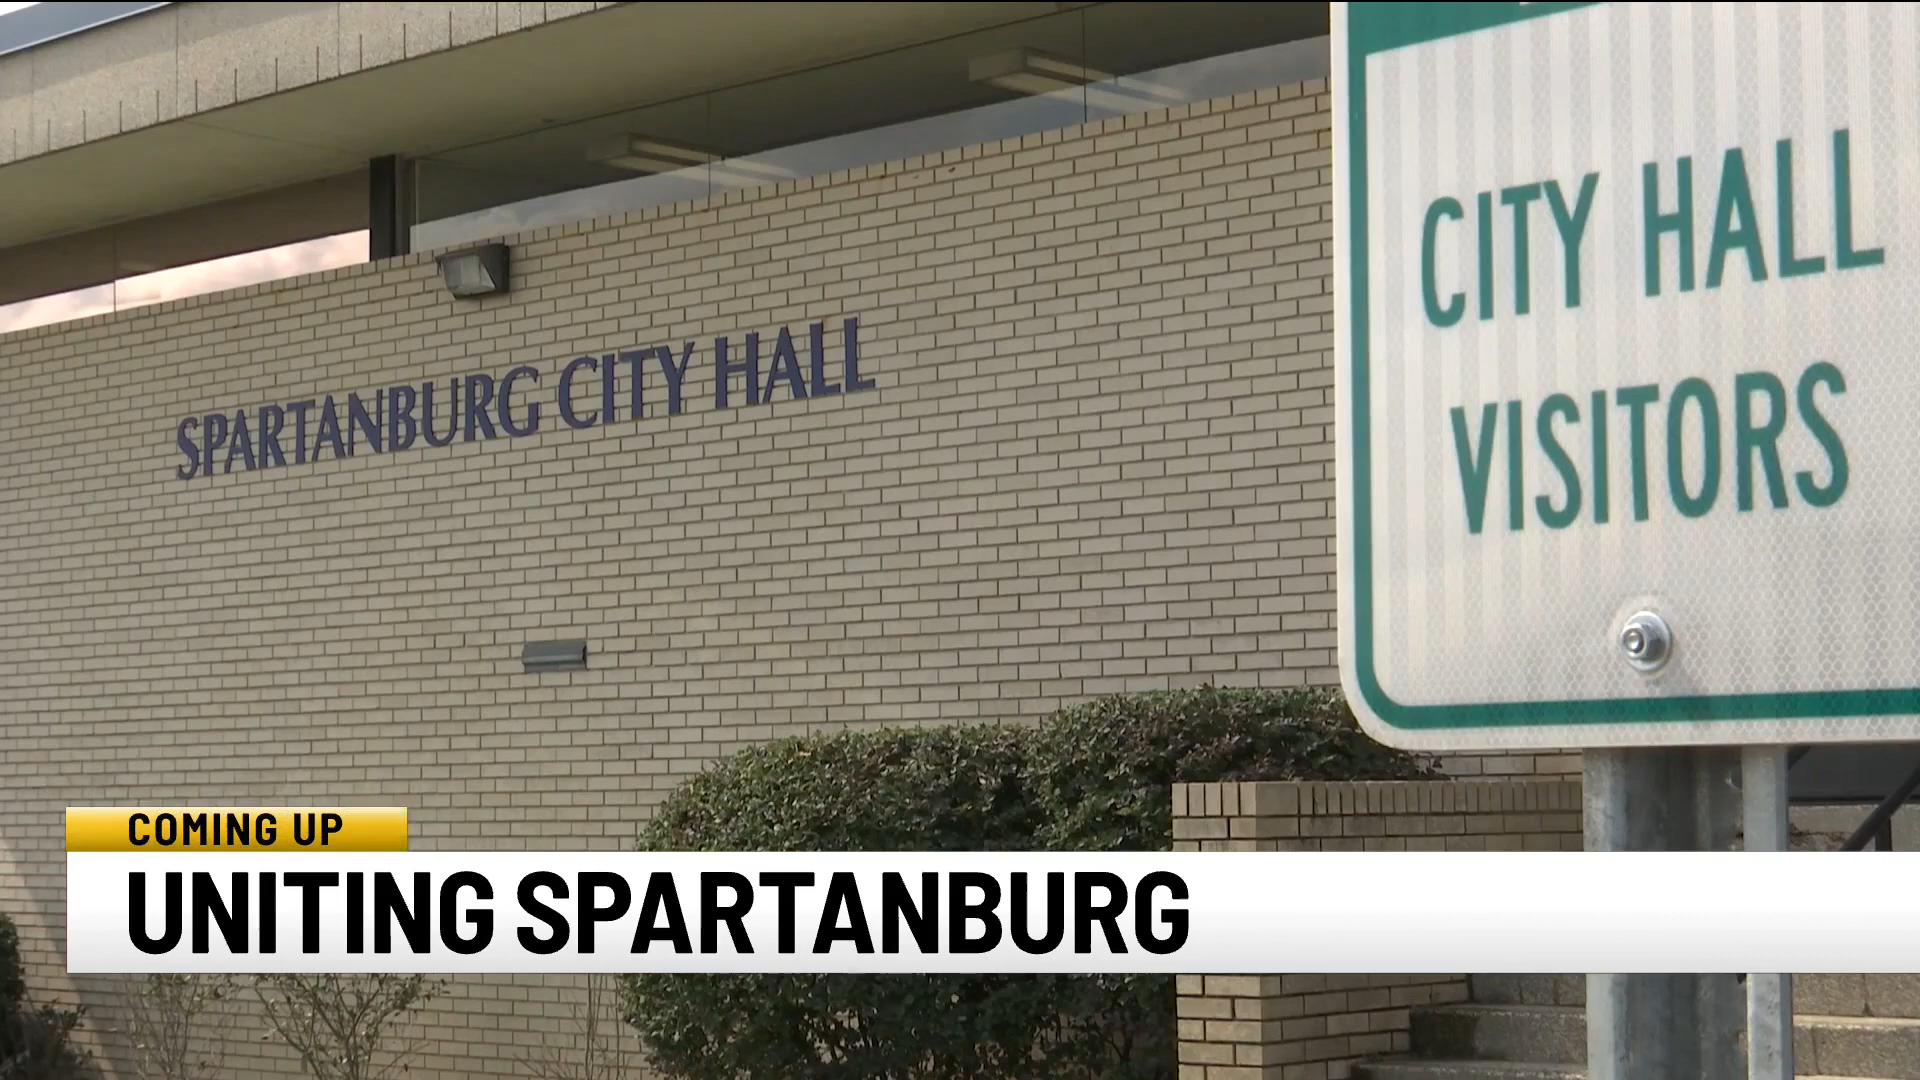 SPARTANBURG CITY HALL
CITY HALL
VISITORS
COMING UP
UNITING SPARTANBURG